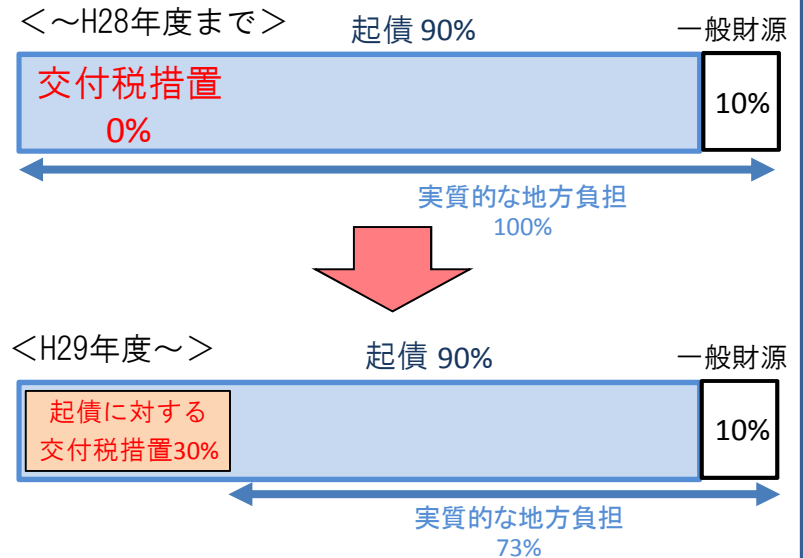 ＜～H28年度まで＞
起債 90%
一般財源
交付税措置
0%
10%
実質的な地方負担
100%
＜H29年度～＞
起債 90%
一般財源
起債に対する
交付税措置30%
10%
実質的な地方負担
73%